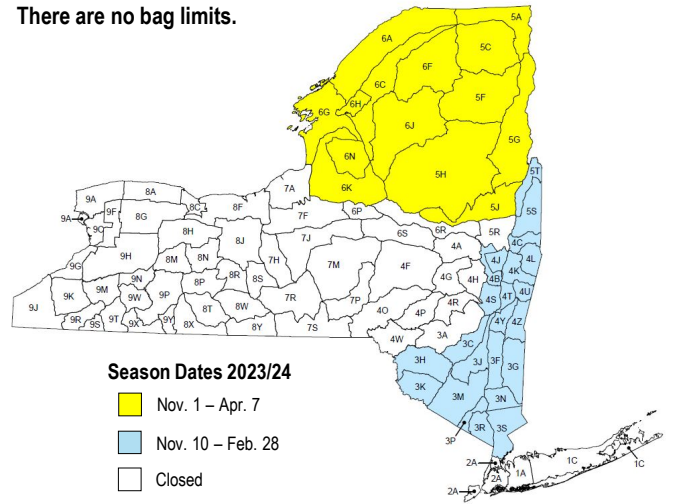 There are no bag limits.
5A
6A
5C
6F
6C
5F
6H
6G
6J
5G
6N
5H
5T
6K
7A
9A
8A
5J
5S
9F
8C
8F
6P
9A
8G
7F
9C
8H
6R
5R
6S
7J
8J
4A
4C
9H
4J
4L
8M
8N
7H
7M
4F
4K
9G
4G
4H
4B
9N
8R
8S
8P
9K
9M
9W
9P
7R
7P
4R
4S
4T
4U
9J
8T
8W
4O
4P
9R
9S
9T
9X
9Y
8X
8Y
7S
4W
3A
4Y
4Z
3C
3H
3J
3F
3G
3K
3M
3N
3P
3R
3S
2A
2A
2A
1A
1C
1C
Season Dates 2023/24
Nov. 1 – Apr. 7
Nov. 10 – Feb. 28
Closed